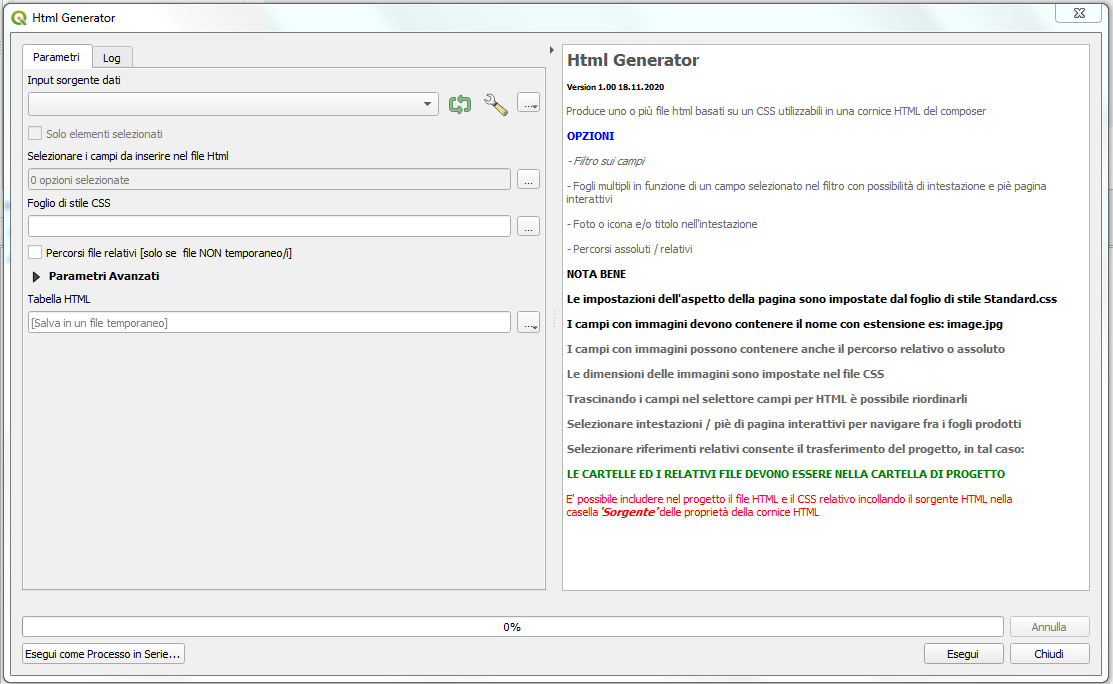 Html Generator
Parametri
Log
Input sorgente dati
...
Solo elementi selezionati
Selezionare i campi da inserire nel file Html
0 opzioni selezionate
...
Foglio di stile CSS
...
Percorsi file relativi [solo se  file NON temporaneo/i]
Parametri Avanzati
Tabella HTML
[Salva in un file temporaneo]
...
Html Generator
Version 1.00 18.11.2020
Produce uno o più file html basati su un CSS utilizzabili in una cornice HTML del composer
OPZIONI
- Filtro sui campi
- Fogli multipli in funzione di un campo selezionato nel filtro con possibilità di intestazione e piè pagina
interattivi
- Foto o icona e/o titolo nell'intestazione
- Percorsi assoluti / relativi
NOTA BENE
Le impostazioni dell'aspetto della pagina sono impostate dal foglio di stile Standard.css
I campi con immagini devono contenere il nome con estensione es: image.jpg
I campi con immagini possono contenere anche il percorso relativo o assoluto
Le dimensioni delle immagini sono impostate nel file CSS
Trascinando i campi nel selettore campi per HTML è possibile riordinarli
Selezionare intestazioni / piè di pagina interattivi per navigare fra i fogli prodotti
Selezionare riferimenti relativi consente il trasferimento del progetto, in tal caso:
LE CARTELLE ED I RELATIVI FILE DEVONO ESSERE NELLA CARTELLA DI PROGETTO
E' possibile includere nel progetto il file HTML e il CSS relativo incollando il sorgente HTML nella
casella 'Sorgente' delle proprietà della cornice HTML
0%
Annulla
Esegui come Processo in Serie...
Esegui
Chiudi